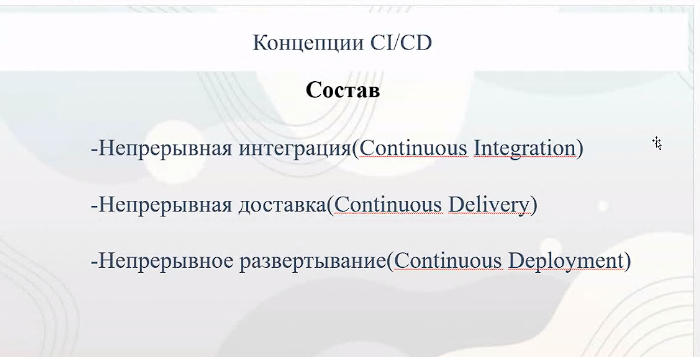 Концепции CI/CD
Состав
-Непрерывная интеграция(Continuous Integration)
-Непрерывная доставка(Continuous Delivery)
-Непрерывное развертывание(Continuous Deployment)